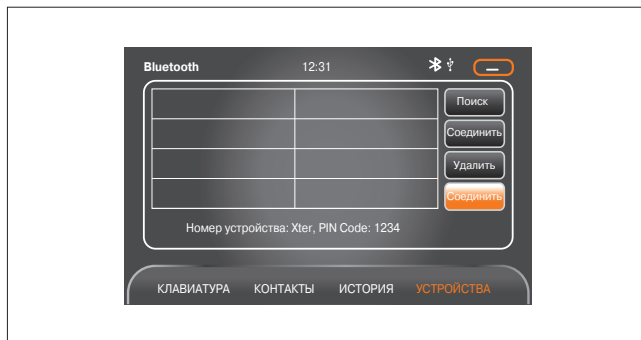 Bluetooth 12:31
Поиск
Соединить
Удалить
Соединить
Номер устройства: Xter, PIN Code: 1234
КЛАВИАТУРА КОНТАКТЫ ИСТОРИЯ УСТРОЙСТВА